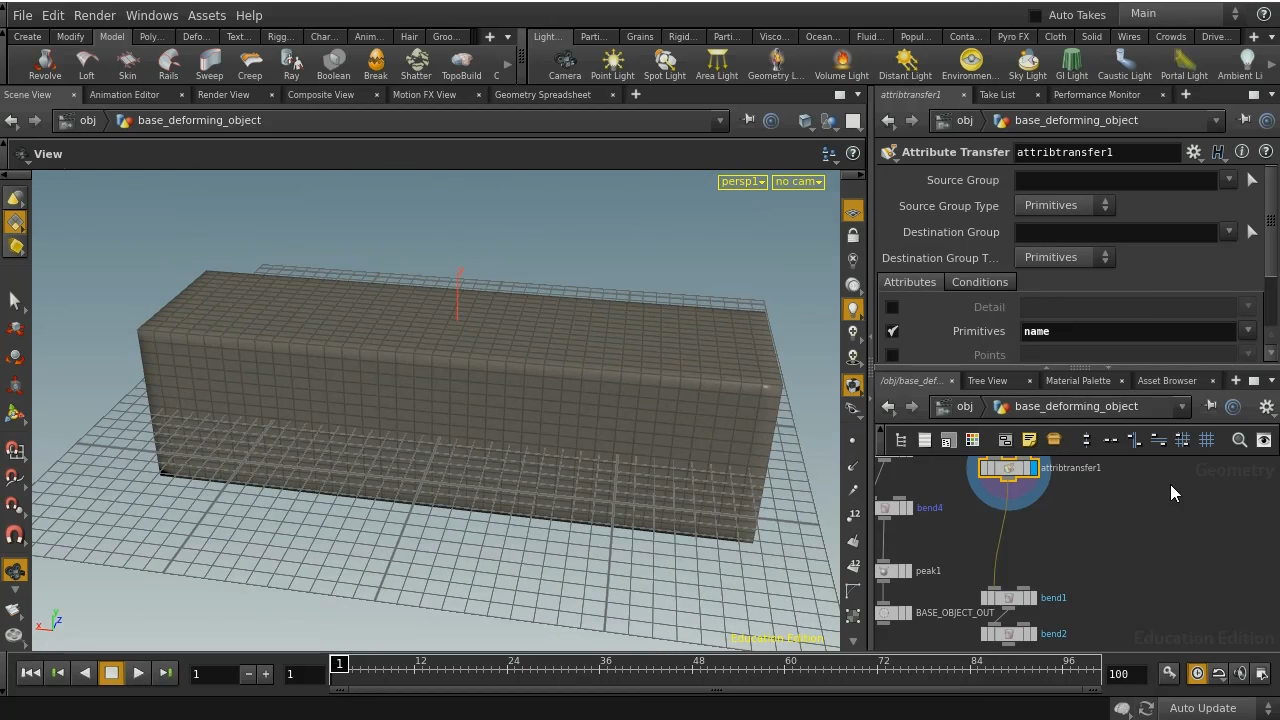 File Edit Render Windows Assets Help Auto Takes Main
Create Modify Model Poly... Defo... Text... Rigg... Char... Anim... Hair Groo... Light... Parti... Grains Rigid... Parti... Visco... Ocean... Fluid... Popul... Conta... Pyro FX Cloth Solid Wires Crowds Drive...
Revolve Loft Skin Rails Sweep Creep Ray Boolean Break Shatter TopoBuild C Camera Point Light Spot Light Area Light Geometry L... Volume Light Distant Light Environmen... Sky Light GI Light Caustic Light Portal Light Ambient Li
Scene View Animation Editor Render View Composite View Motion FX View Geometry Spreadsheet attribtransfer1 Take List Performance Monitor
obj base_deforming_object obj base_deforming_object
View Attribute Transfer attribtransfer1
persp1 no cam
Source Group
Source Group Type Primitives
Destination Group
Destination Group T... Primitives
Attributes Conditions
Detail
Primitives name
Points
/obj/base_def... Tree View Material Palette Asset Browser
obj base_deforming_object
12
12
attribtransfer1
Geometry
bend4
peak1
bend1
BASE_OBJECT_OUT
bend2
Education Edition
Education Edition
x y z
1 1 1 12 24 36 48 60 72 84 96 100
Auto Update